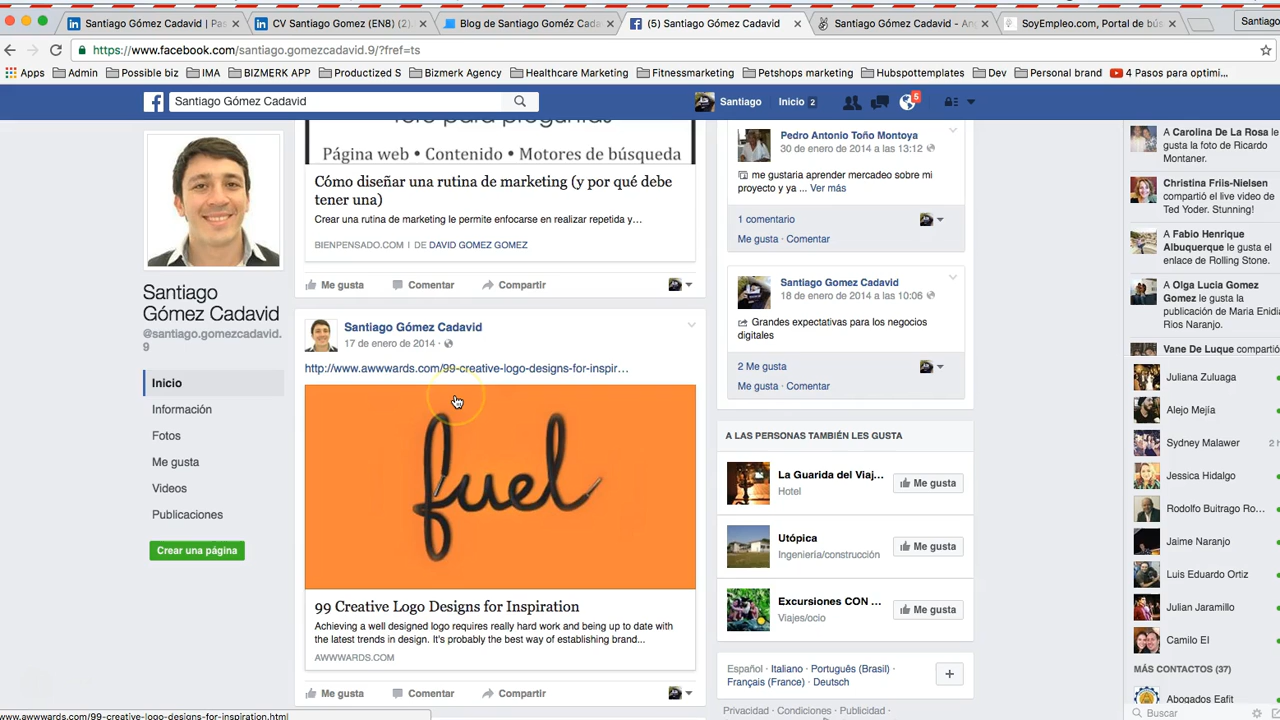 Santiago Gómez Cadavid | Pas
CV Santiago Gomez (EN8) (2)
Blog de Santiago Goméz Cadav
(5) Santiago Gómez Cadavid
Santiago Gómez Cadavid - An
SoyEmpleo.com, Portal de bús
Santiago
https://www.facebook.com/santiago.gomezcadavid.9/?fref=ts
Apps
Admin
Possible biz
IMA
BIZMERK APP
Productized S
Bizmerk Agency
Healthcare Marketing
Fitnessmarketing
Petshops marketing
Hubspottemplates
Dev
Personal brand
4 Pasos para optimi...
Santiago Gómez Cadavid
Santiago
Inicio 2
5
Santiago
Gómez Cadavid
@santiago.gomezcadavid.
9
Inicio
Información
Fotos
Me gusta
Videos
Publicaciones
Crear una página
Página web • Contenido • Motores de búsqueda
Cómo diseñar una rutina de marketing (y por qué debe
tener una)
Crear una rutina de marketing le permite enfocarse en realizar repetida y…
BIENPENSADO.COM | DE DAVID GOMEZ GOMEZ
Me gusta
Comentar
Compartir
Santiago Gómez Cadavid
17 de enero de 2014 ·
http://www.awwwards.com/99-creative-logo-designs-for-inspir…
fuel
99 Creative Logo Designs for Inspiration
Achieving a well designed logo requires really hard work and being up to date with
the latest trends in design. It's probably the best way of establishing brand...
AWWWARDS.COM
Me gusta
Comentar
Compartir
Pedro Antonio Toño Montoya
30 de enero de 2014 a las 13:12
me gustaria aprender mercadeo sobre mi
proyecto y ya ... Ver más
1 comentario
Me gusta · Comentar
Santiago Gomez Cadavid
18 de enero de 2014 a las 10:06
Grandes expectativas para los negocios
digitales
2 Me gusta
Me gusta · Comentar
A LAS PERSONAS TAMBIÉN LES GUSTA
La Guarida del Viaj...
Hotel
Me gusta
Utópica
Ingeniería/construcción
Me gusta
Excursiones CON ...
Viajes/ocio
Me gusta
Español · Italiano · Português (Brasil) ·
Français (France) · Deutsch
+
Privacidad · Condiciones · Publicidad ·
A Carolina De La Rosa le
gusta la foto de Ricardo
Montaner.
Christina Friis-Nielsen
compartió el live video de
Ted Yoder. Stunning!
A Fabio Henrique
Albuquerque le gusta el
enlace de Rolling Stone.
A Olga Lucia Gomez
Gomez le gusta la
publicación de Maria Enidia
Rios Naranjo.
Vane De Luque compartió
Juliana Zuluaga
Alejo Mejía
Sydney Malawer
2 h
Jessica Hidalgo
Rodolfo Buitrago Ro...
Jaime Naranjo
Luis Eduardo Ortiz
Julian Jaramillo
Camilo El
MÁS CONTACTOS (37)
Abogados Eafit
Buscar
www.awwwards.com/99-creative-logo-designs-for-inspiration.html